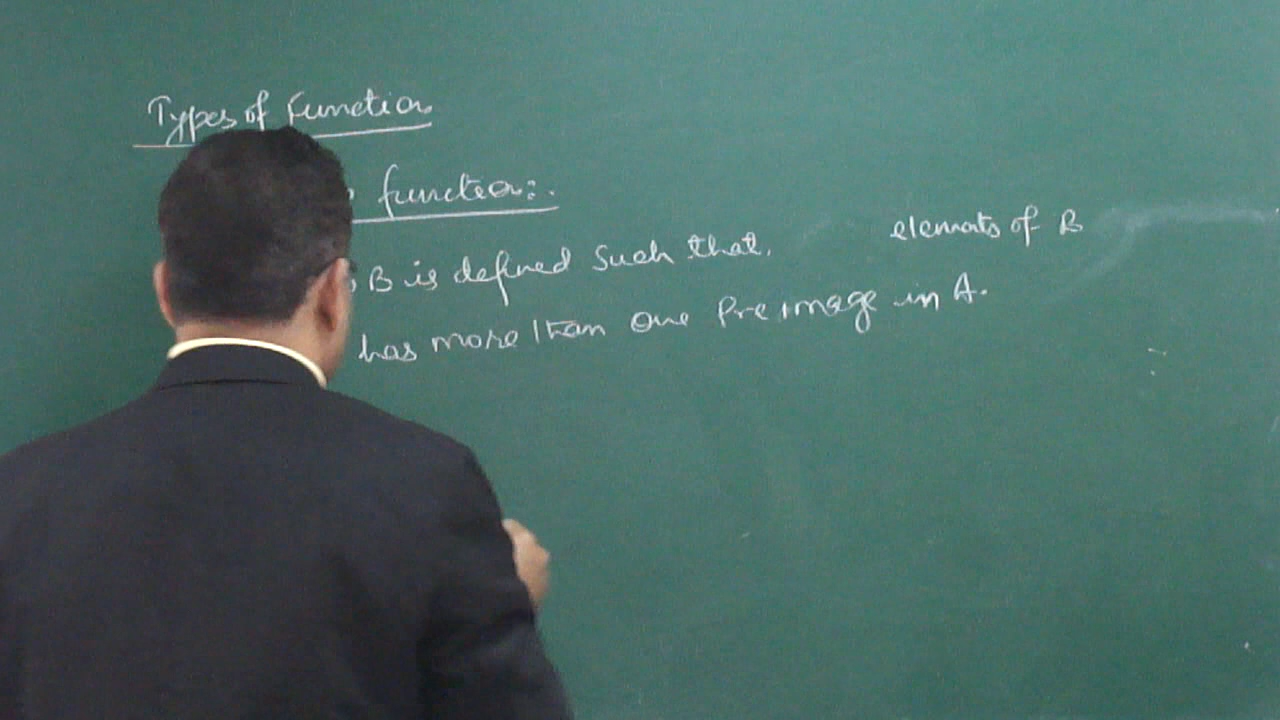 Types of Function
function:-
B is defined such that, elements of B
has more than one Pre image in A.